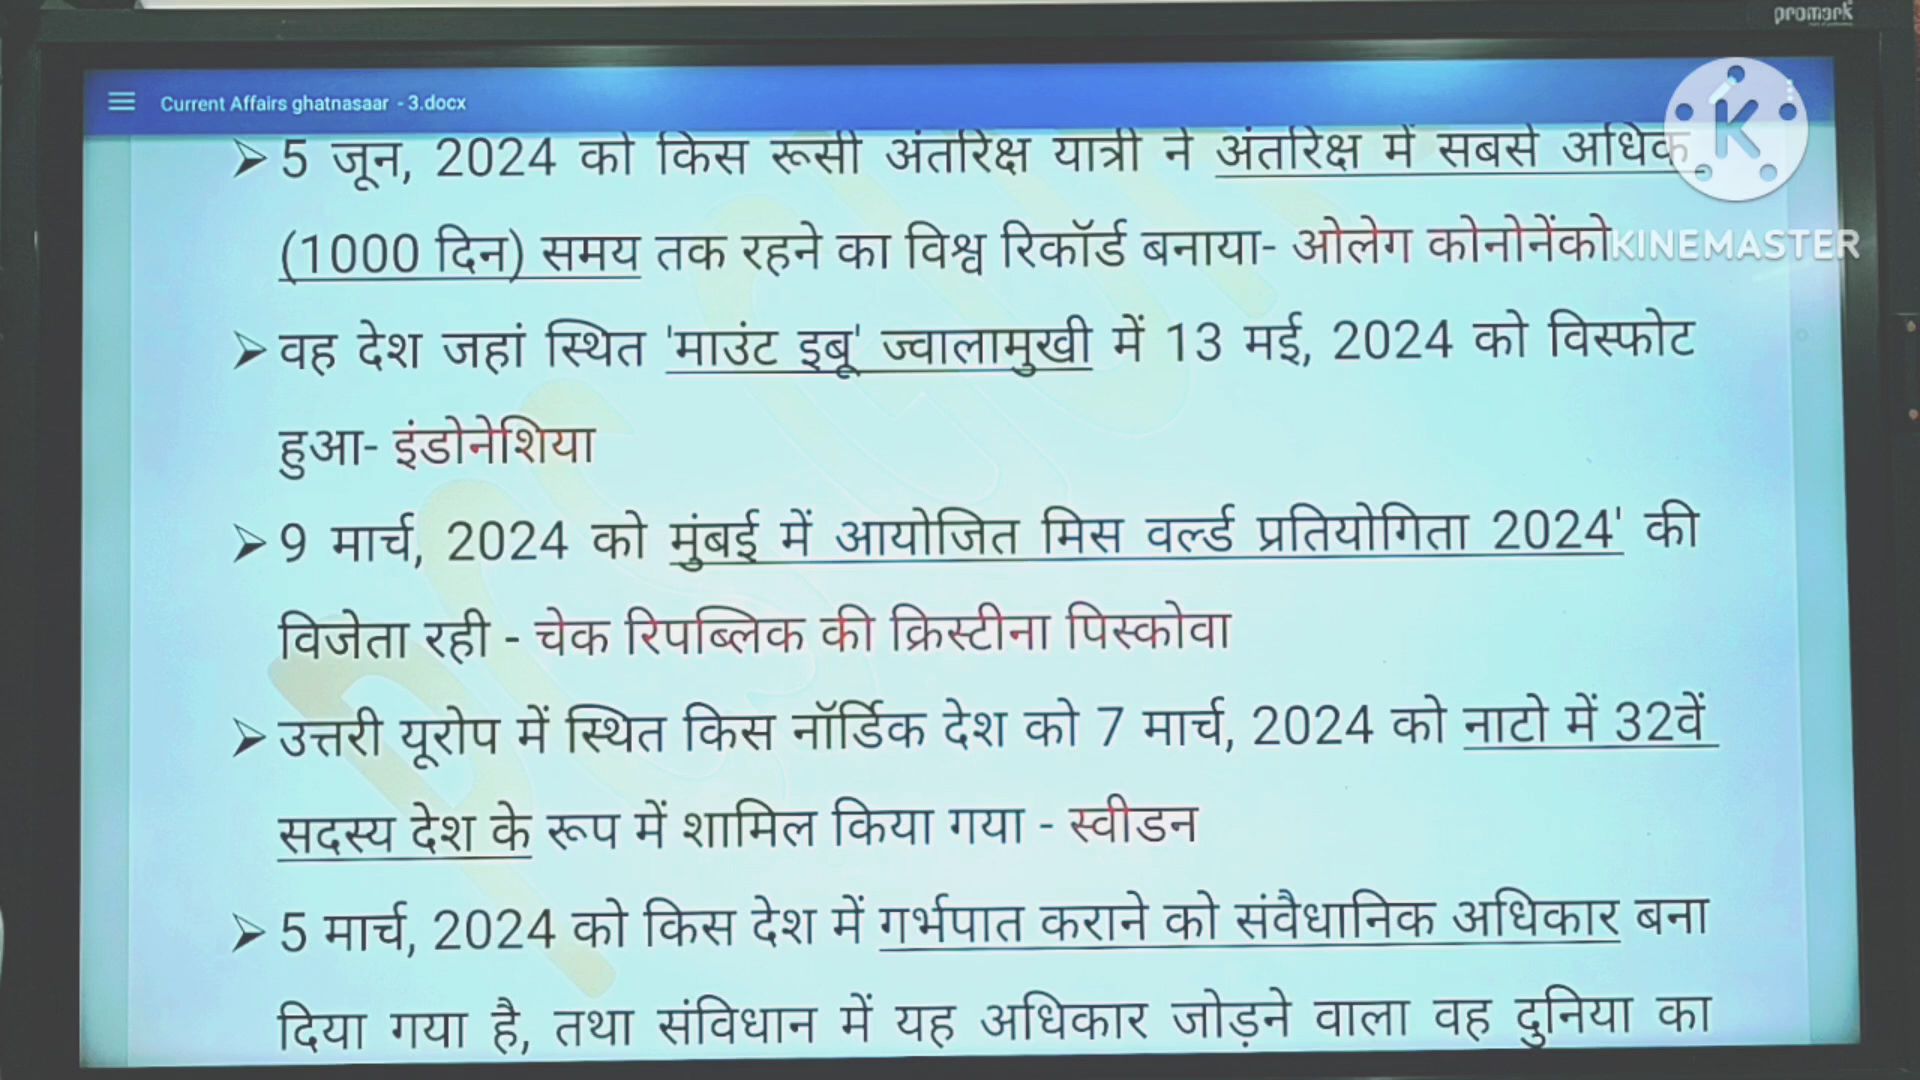 promark
Current Affairs ghatnasaar - 3.docx
➢ 5 जून, 2024 को किस रूसी अंतरिक्ष यात्री ने अंतरिक्ष में सबसे अधिक
(1000 दिन) समय तक रहने का विश्व रिकॉर्ड बनाया- ओलेग कोनोनेंको
KINEMASTER
➢ वह देश जहां स्थित 'माउंट इबू' ज्वालामुखी में 13 मई, 2024 को विस्फोट
हुआ- इंडोनेशिया
➢ 9 मार्च, 2024 को मुंबई में आयोजित मिस वर्ल्ड प्रतियोगिता 2024' की
विजेता रही - चेक रिपब्लिक की क्रिस्टीना पिस्कोवा
➢ उत्तरी यूरोप में स्थित किस नॉर्डिक देश को 7 मार्च, 2024 को नाटो में 32वें
सदस्य देश के रूप में शामिल किया गया - स्वीडन
➢ 5 मार्च, 2024 को किस देश में गर्भपात कराने को संवैधानिक अधिकार बना
दिया गया है, तथा संविधान में यह अधिकार जोड़ने वाला वह दुनिया का